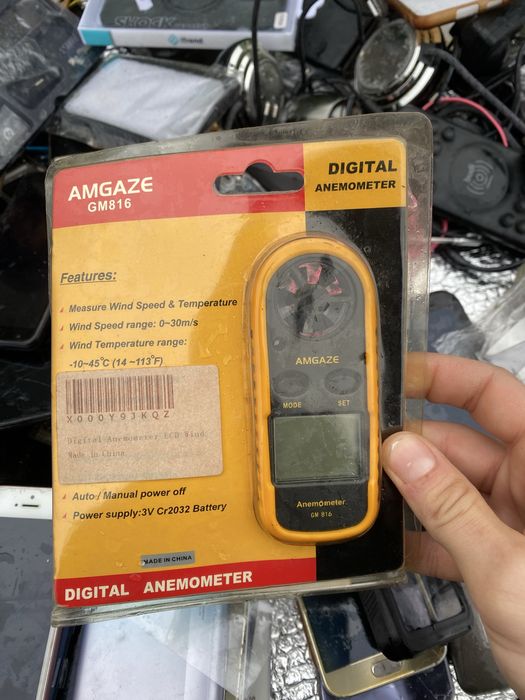 SHOCK
AMGAZE
GM816
DIGITAL
ANEMOMETER
Features:
Measure Wind Speed & Temperature
Wind Speed range: 0~30m/s
Wind Temperature range:
-10~45°C (14 ~113°F)
X000Y9JKQZ
Digital Anemometer LCD Wind
Made in China
Auto / Manual power off
Power supply:3V Cr2032 Battery
MADE IN CHINA
DIGITAL ANEMOMETER
AMGAZE
MODE SET
Anemometer
GM 816